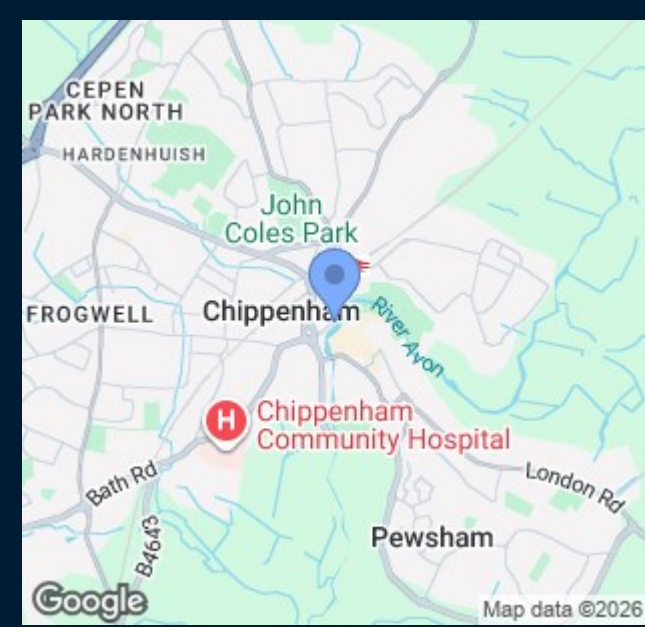 CEPEN
PARK NORTH
HARDENHUISH
John
Coles Park
FROGWELL
Chippenham
River Avon
H
Chippenham
Community Hospital
Bath Rd
London Rd
B4643
Pewsham
Google
Map data ©2026